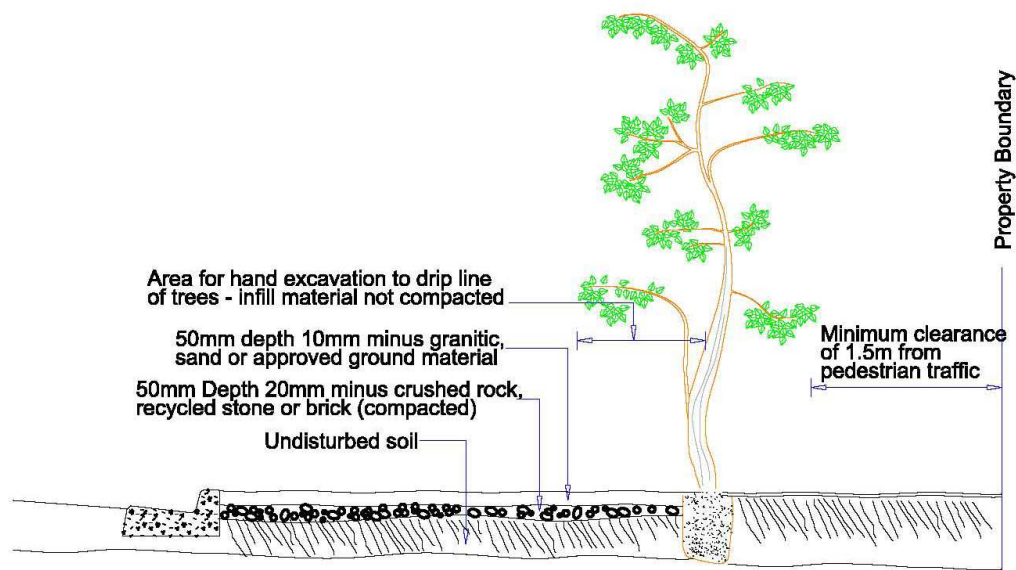 Property Boundary
Area for hand excavation to drip line
of trees - infill material not compacted
50mm depth 10mm minus granitic,
sand or approved ground material
50mm Depth 20mm minus crushed rock,
recycled stone or brick (compacted)
Undisturbed soil
Minimum clearance
of 1.5m from
pedestrian traffic